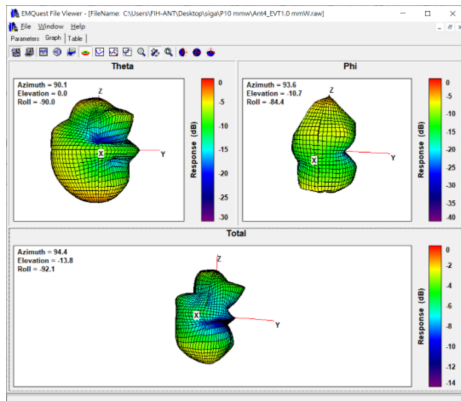 EMQuest File Viewer - [FileName: C:\Users\FIH-ANT\Desktop\siga\P10 mmw\Ant4_EVT1.0 mmW.raw]
File Window Help
Parameters Graph Table
Theta
Azimuth = 90.1
Elevation = 0.0
Roll = -90.0
Z
X
Y
Response (dB)
0
-5
-10
-15
-20
-25
-30
Phi
Azimuth = 93.6
Elevation = -10.7
Roll = -84.4
Z
X
Y
Response (dB)
0
-5
-10
-15
-20
-25
-30
-35
-40
Total
Azimuth = 94.4
Elevation = -13.8
Roll = -92.1
Z
X
Y
Response (dB)
0
-2
-4
-6
-8
-10
-12
-14